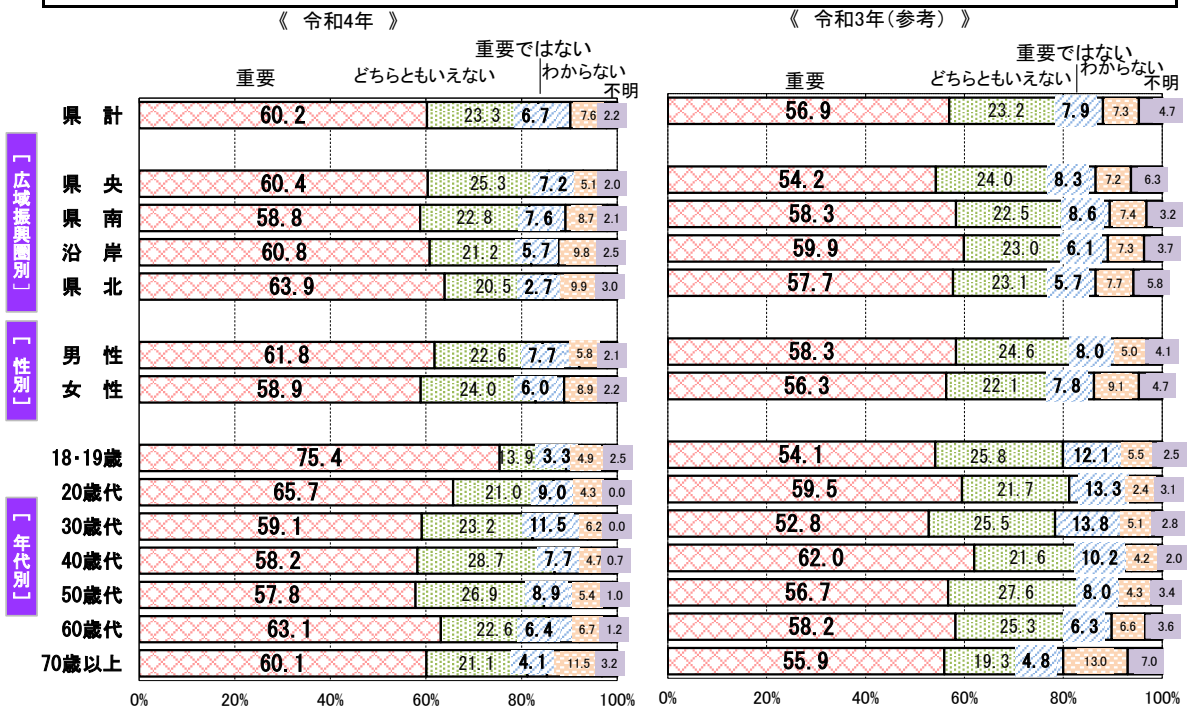 《 令和4年 》
《 令和3年(参考) 》
重要
どちらともいえない
重要ではない
わからない
不明
重要
どちらともいえない
重要ではない
わからない
不明
県 計 60.2 23.3 6.7 7.6 2.2 56.9 23.2 7.9 7.3 4.7
[広域振興圏別]
県 央 60.4 25.3 7.2 5.1 2.0 54.2 24.0 8.3 7.2 6.3
県 南 58.8 22.8 7.6 8.7 2.1 58.3 22.5 8.6 7.4 3.2
沿 岸 60.8 21.2 5.7 9.8 2.5 59.9 23.0 6.1 7.3 3.7
県 北 63.9 20.5 2.7 9.9 3.0 57.7 23.1 5.7 7.7 5.8
[性別]
男 性 61.8 22.6 7.7 5.8 2.1 58.3 24.6 8.0 5.0 4.1
女 性 58.9 24.0 6.0 8.9 2.2 56.3 22.1 7.8 9.1 4.7
[年代別]
18・19歳 75.4 13.9 3.3 4.9 2.5 54.1 25.8 12.1 5.5 2.5
20歳代 65.7 21.0 9.0 4.3 0.0 59.5 21.7 13.3 2.4 3.1
30歳代 59.1 23.2 11.5 6.2 0.0 52.8 25.5 13.8 5.1 2.8
40歳代 58.2 28.7 7.7 4.7 0.7 62.0 21.6 10.2 4.2 2.0
50歳代 57.8 26.9 8.9 5.4 1.0 56.7 27.6 8.0 4.3 3.4
60歳代 63.1 22.6 6.4 6.7 1.2 58.2 25.3 6.3 6.6 3.6
70歳以上 60.1 21.1 4.1 11.5 3.2 55.9 19.3 4.8 13.0 7.0
0% 20% 40% 60% 80% 100% 0% 20% 40% 60% 80% 100%